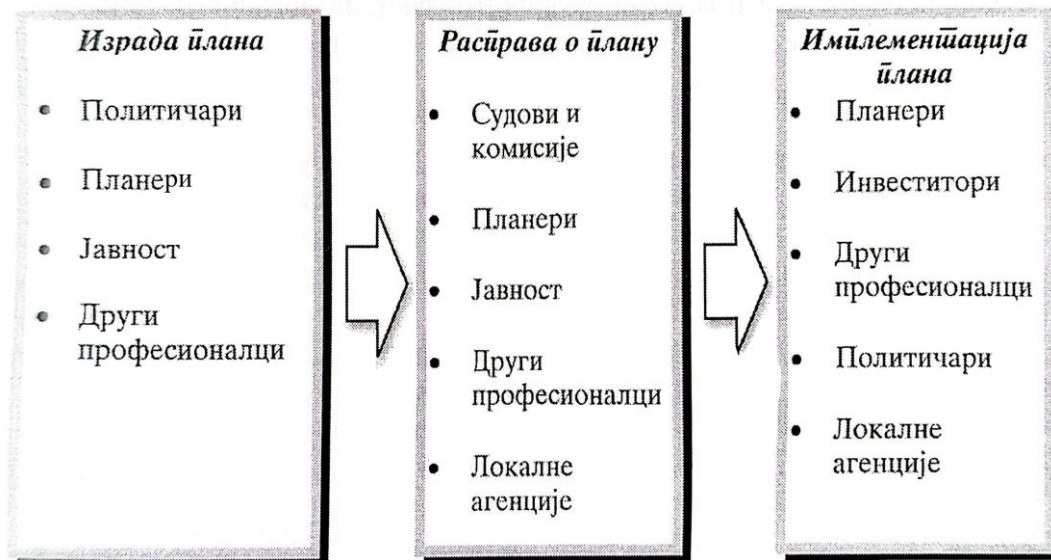 Израда плана
• Политичари
• Планери
• Јавност
• Други
професионалци
Расправа о плану
• Судови и
комисије
• Планери
• Јавност
• Други
професионалци
• Локалне
агенције
Имплементација
плана
• Планери
• Инвеститори
• Други
професионалци
• Политичари
• Локалне
агенције